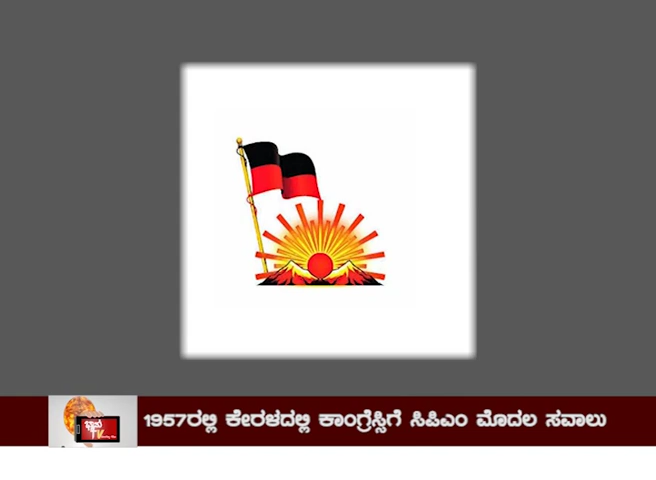 1957ರಲ್ಲಿ ಕೇರಳದಲ್ಲಿ ಕಾಂಗ್ರೆಸ್ಸಿಗೆ ಸಿಪಿಎಂ ಮೊದಲ ಸವಾಲು